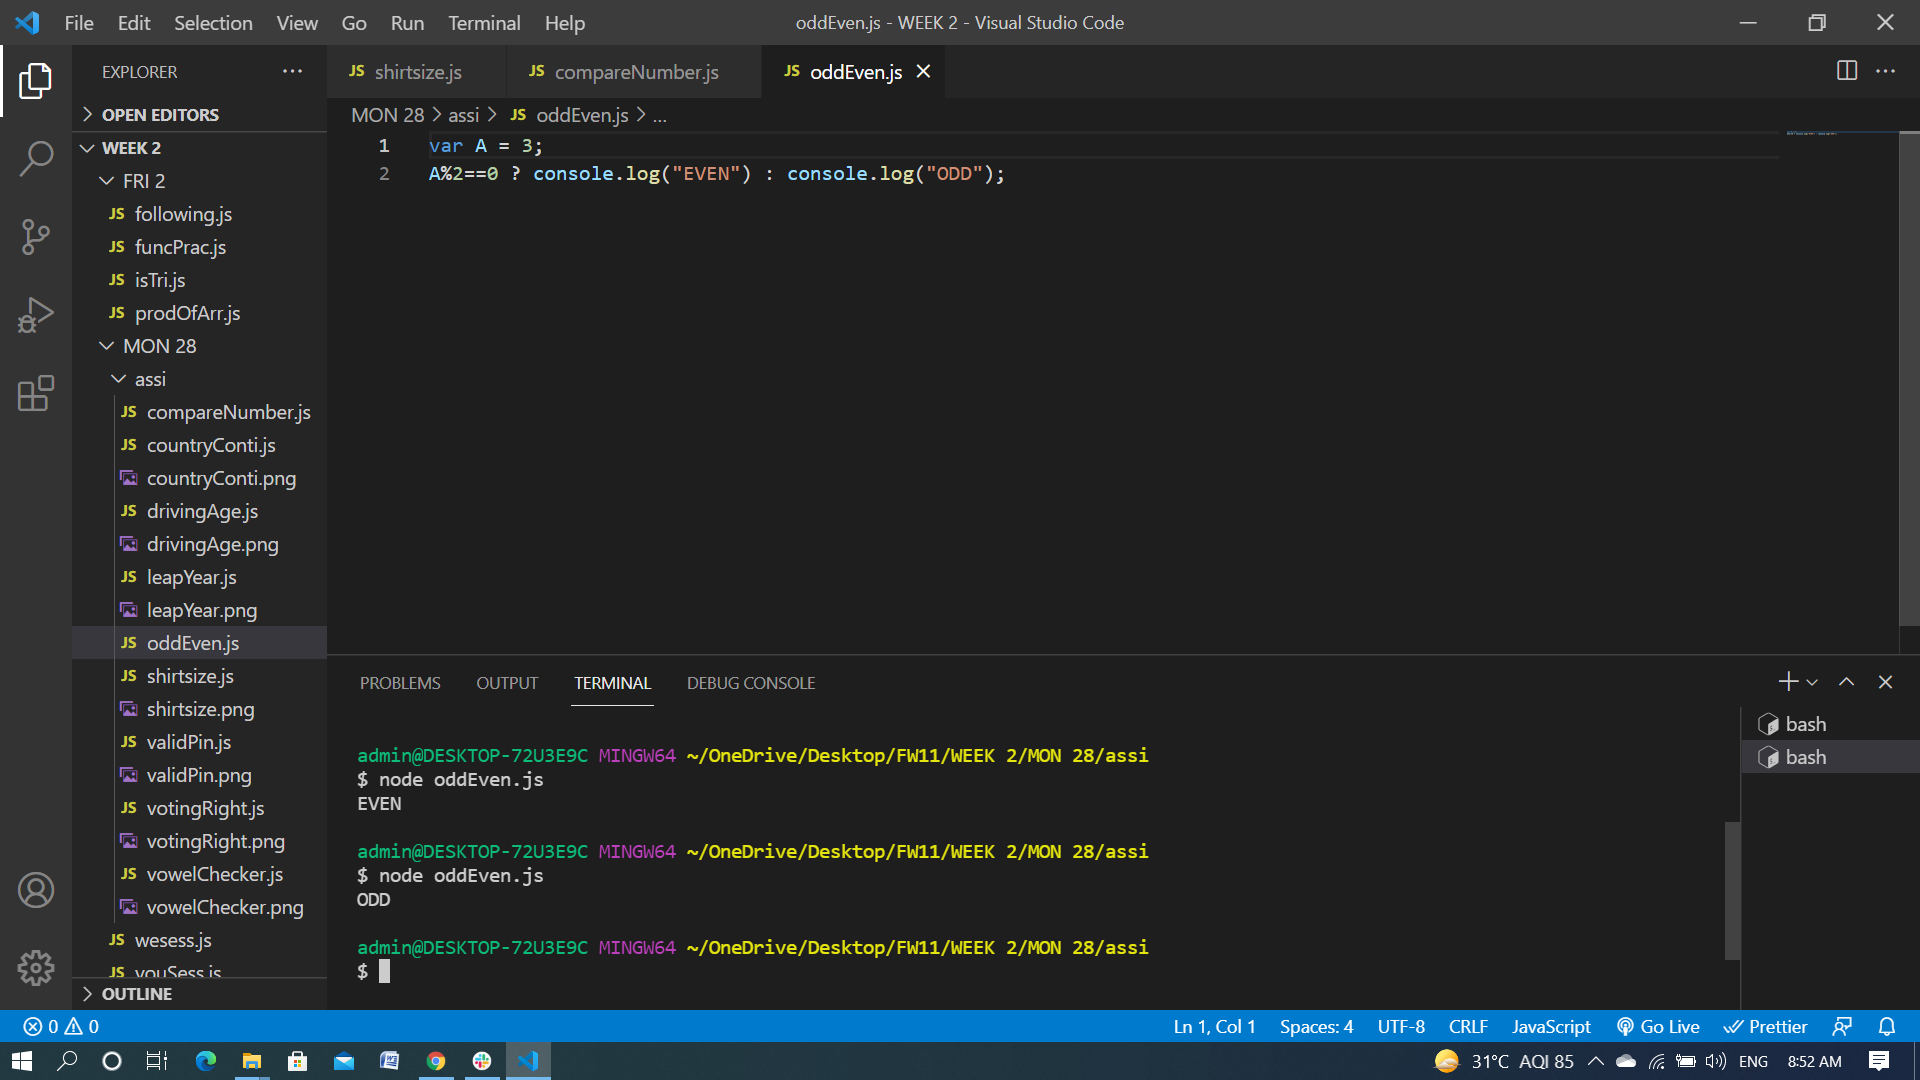 File Edit Selection View Go Run Terminal Help
oddEven.js - WEEK 2 - Visual Studio Code
EXPLORER
OPEN EDITORS
WEEK 2
FRI 2
JS following.js
JS funcPrac.js
JS isTri.js
JS prodOfArr.js
MON 28
assi
JS compareNumber.js
JS countryConti.js
countryConti.png
JS drivingAge.js
drivingAge.png
JS leapYear.js
leapYear.png
JS oddEven.js
JS shirtsize.js
shirtsize.png
JS validPin.js
validPin.png
JS votingRight.js
votingRight.png
JS vowelChecker.js
vowelChecker.png
JS wesess.js
JS youSess.js
OUTLINE
JS shirtsize.js JS compareNumber.js JS oddEven.js
MON 28 > assi > JS oddEven.js > ...
1 var A = 3;
2 A%2==0 ? console.log("EVEN") : console.log("ODD");
PROBLEMS OUTPUT TERMINAL DEBUG CONSOLE
admin@DESKTOP-72U3E9C MINGW64 ~/OneDrive/Desktop/FW11/WEEK 2/MON 28/assi
$ node oddEven.js
EVEN
admin@DESKTOP-72U3E9C MINGW64 ~/OneDrive/Desktop/FW11/WEEK 2/MON 28/assi
$ node oddEven.js
ODD
admin@DESKTOP-72U3E9C MINGW64 ~/OneDrive/Desktop/FW11/WEEK 2/MON 28/assi
$
bash
bash
0 0
Ln 1, Col 1 Spaces: 4 UTF-8 CRLF JavaScript Go Live Prettier
31°C AQI 85 ENG 8:52 AM